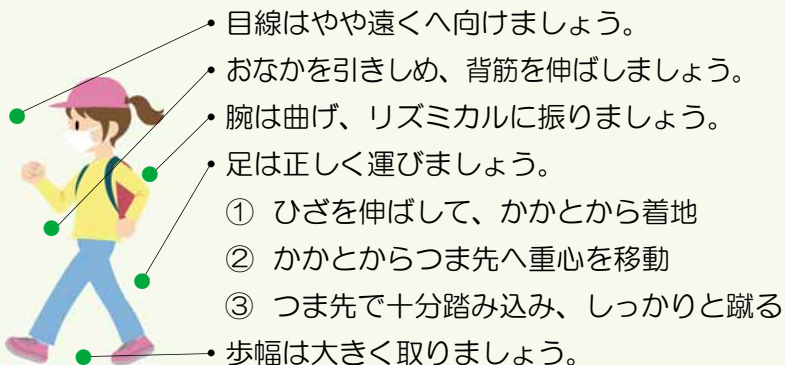 • 目線はやや遠くへ向けましょう。
• おなかを引きしめ、背筋を伸ばしましょう。
• 腕は曲げ、リズミカルに振りましょう。
• 足は正しく運びましょう。
① ひざを伸ばして、かかとから着地
② かかとからつま先へ重心を移動
③ つま先で十分踏み込み、しっかりと蹴る
• 歩幅は大きく取りましょう。